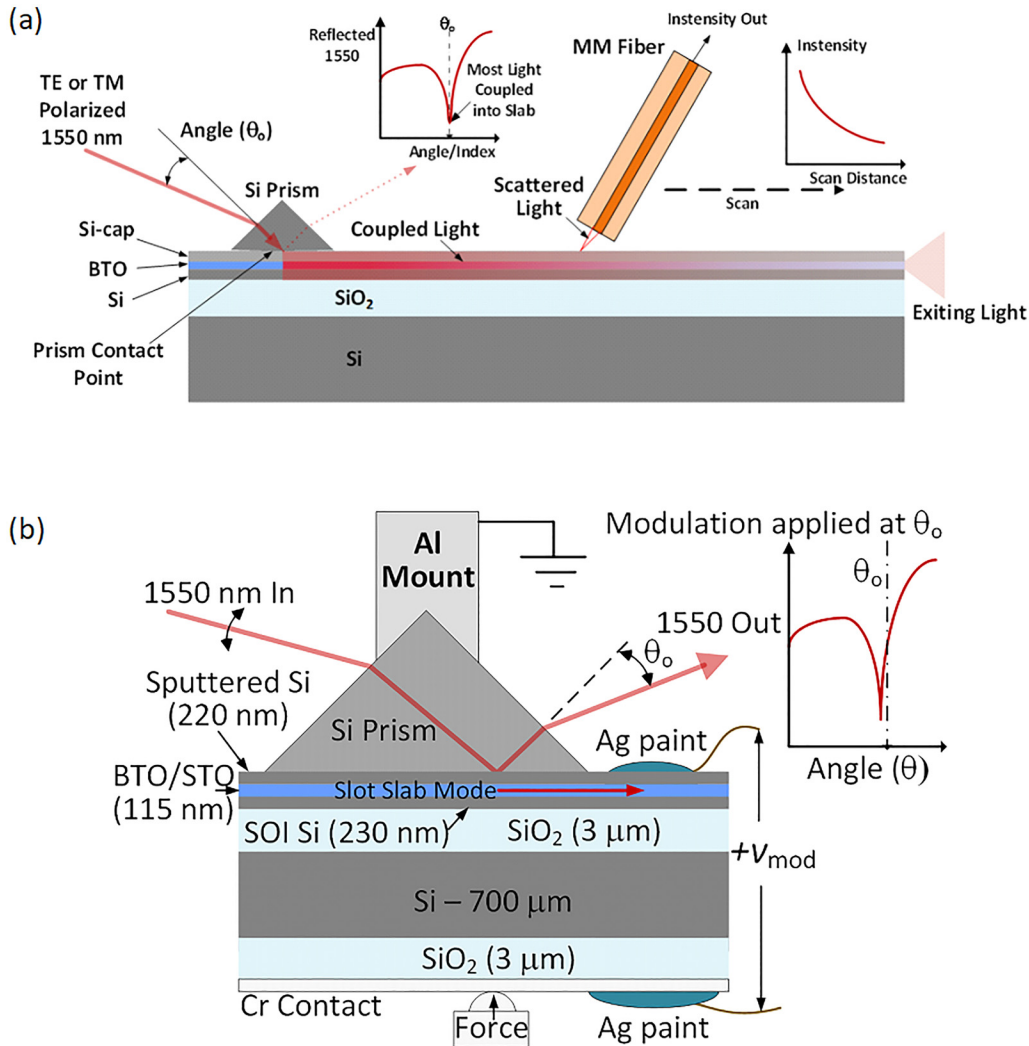 (a)
TE or TM
Polarized
1550 nm
Angle (θₒ)
Si Prism
Reflected
1550
θₒ
Most Light
Coupled
into Slab
Angle/Index
MM Fiber
Instensity Out
Instensity
Scan Distance
Scattered
Light
Scan
Si-cap
BTO
Si
Coupled Light
SiO₂
Exiting Light
Prism Contact
Point
Si
(b)
Al
Mount
1550 nm In
Modulation applied at θₒ
θₒ
1550 Out
θₒ
Angle (θ)
Sputtered Si
(220 nm)
Si Prism
Ag paint
BTO/STO
(115 nm)
Slot Slab Mode
SOI Si (230 nm)
SiO₂ (3 µm)
+νmod
Si – 700 µm
SiO₂ (3 µm)
Cr Contact
Force
Ag paint